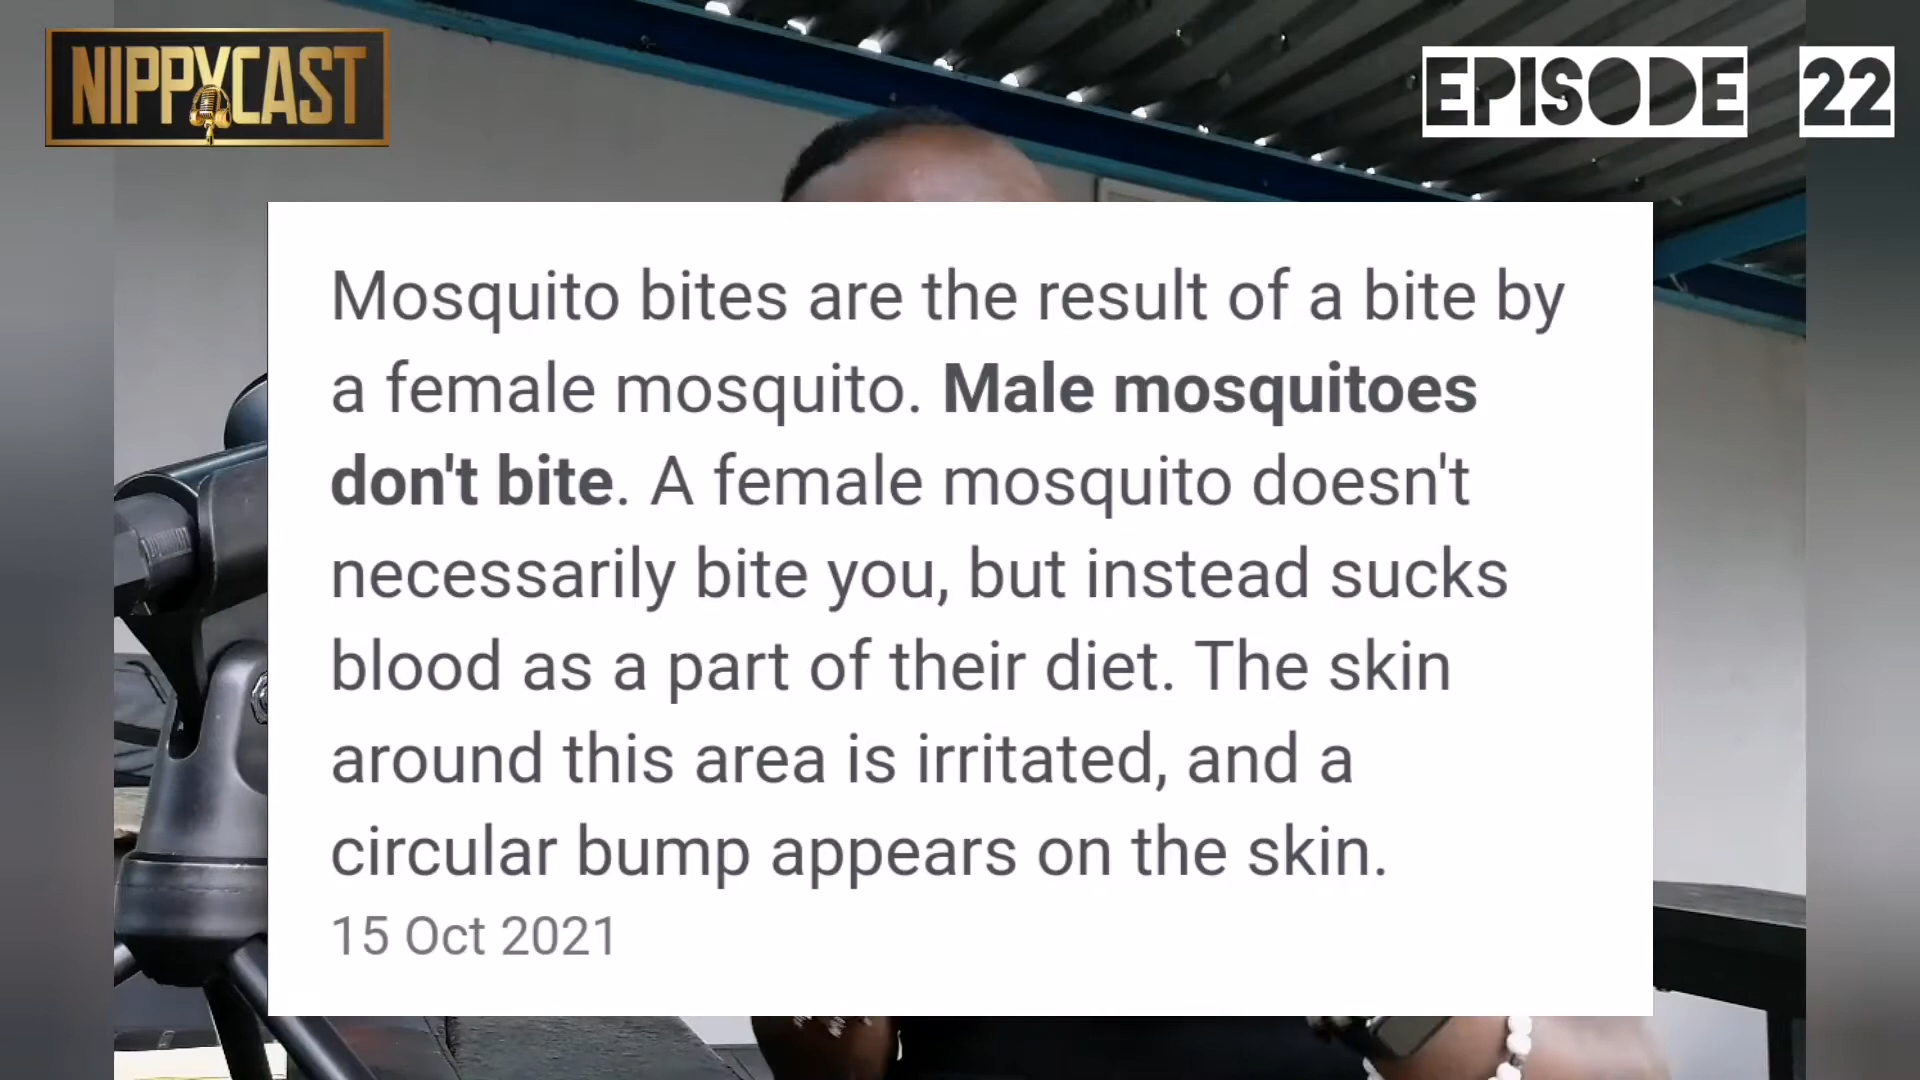 NIPPYCAST
EPISODE 22
Mosquito bites are the result of a bite by
a female mosquito. Male mosquitoes
don't bite. A female mosquito doesn't
necessarily bite you, but instead sucks
blood as a part of their diet. The skin
around this area is irritated, and a
circular bump appears on the skin.
15 Oct 2021